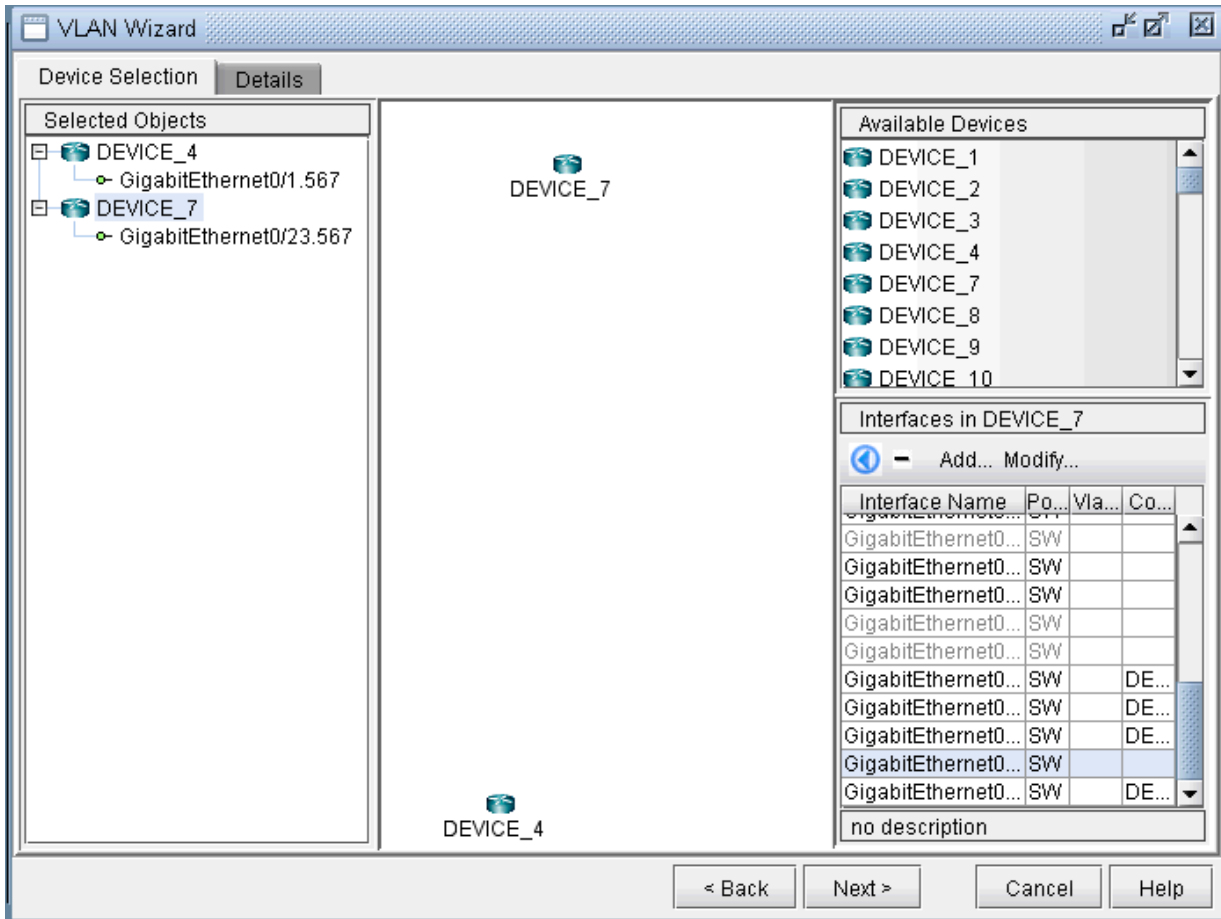 VLAN Wizard
Device Selection Details
Selected Objects
DEVICE_4
GigabitEthernet0/1.567
DEVICE_7
GigabitEthernet0/23.567
DEVICE_7
DEVICE_4
Available Devices
DEVICE_1
DEVICE_2
DEVICE_3
DEVICE_4
DEVICE_7
DEVICE_8
DEVICE_9
DEVICE_10
Interfaces in DEVICE_7
Add... Modify...
Interface Name Po... Vla... Co...
GigabitEthernet0... SW
GigabitEthernet0... SW
GigabitEthernet0... SW
GigabitEthernet0... SW
GigabitEthernet0... SW
GigabitEthernet0... SW DE...
GigabitEthernet0... SW DE...
GigabitEthernet0... SW DE...
GigabitEthernet0... SW
GigabitEthernet0... SW DE...
no description
< Back Next > Cancel Help